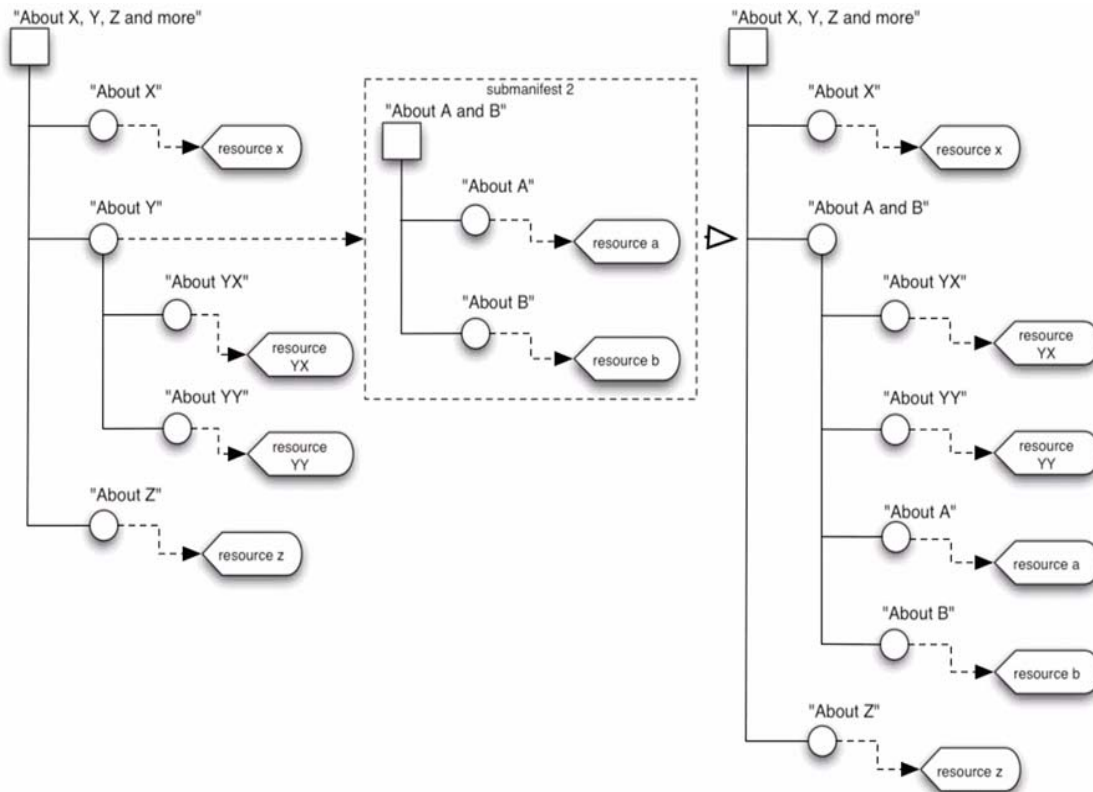 "About X, Y, Z and more"
"About X"
resource x
"About Y"
"About YX"
resource
YX
"About YY"
resource
YY
"About Z"
resource z
submanifest 2
"About A and B"
"About A"
resource a
"About B"
resource b
"About X, Y, Z and more"
"About X"
resource x
"About A and B"
"About YX"
resource
YX
"About YY"
resource
YY
"About A"
resource a
"About B"
resource b
"About Z"
resource z